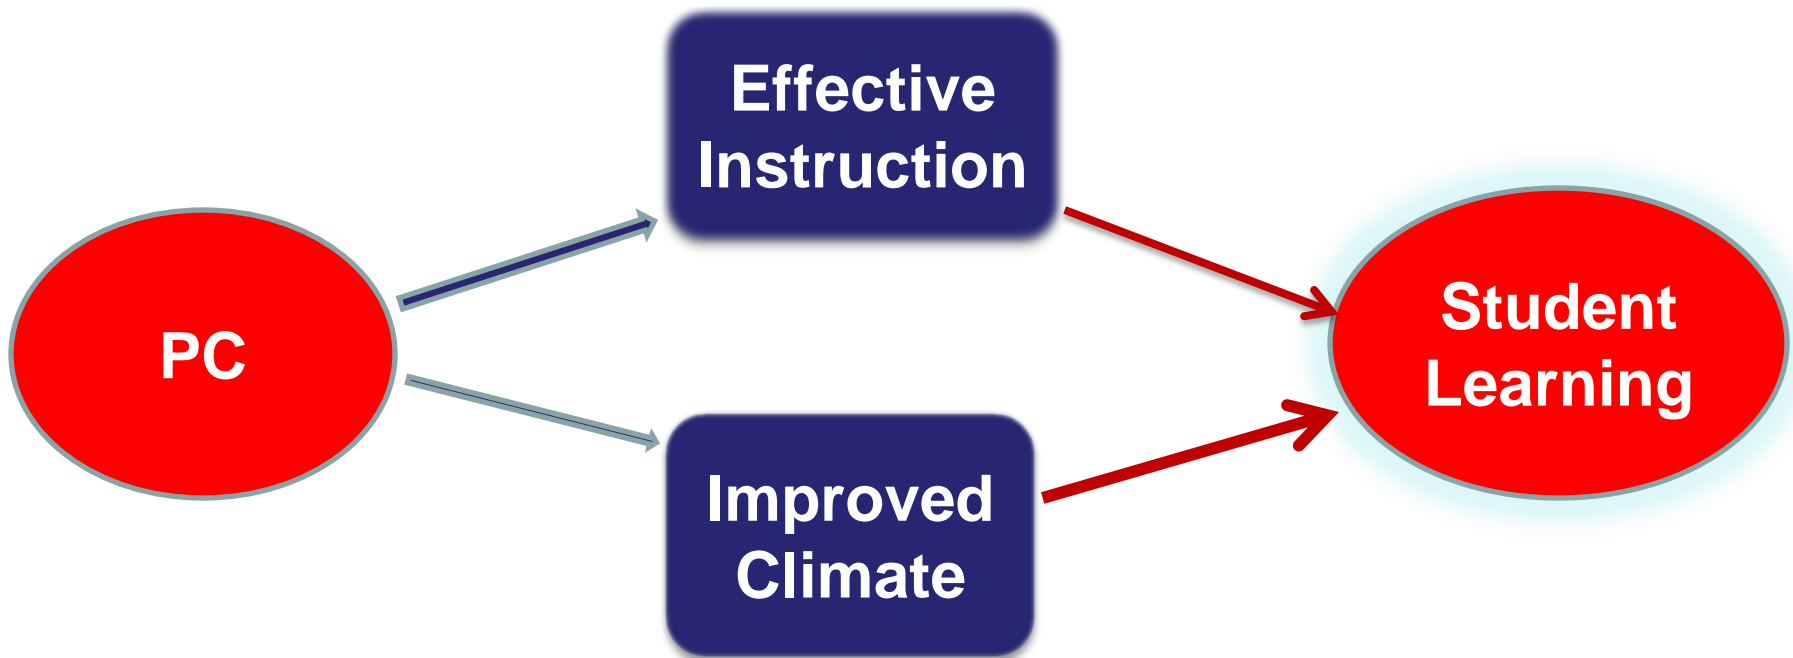 Effective
Instruction
PC
Student
Learning
Improved
Climate